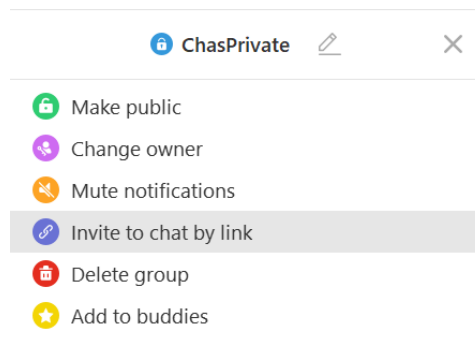 ChasPrivate
Make public
Change owner
Mute notifications
Invite to chat by link
Delete group
Add to buddies